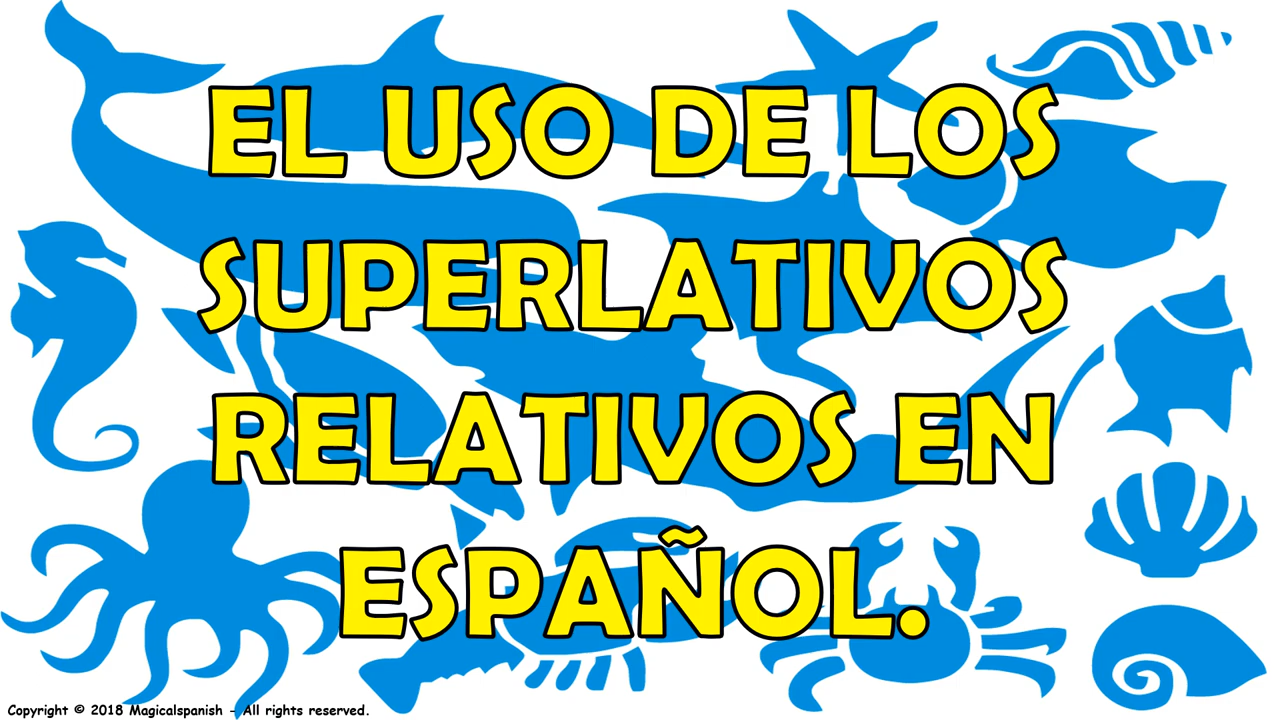 EL USO DE LOS
SUPERLATIVOS
RELATIVOS EN
ESPAÑOL.
Copyright © 2018 Magicalspanish - All rights reserved.